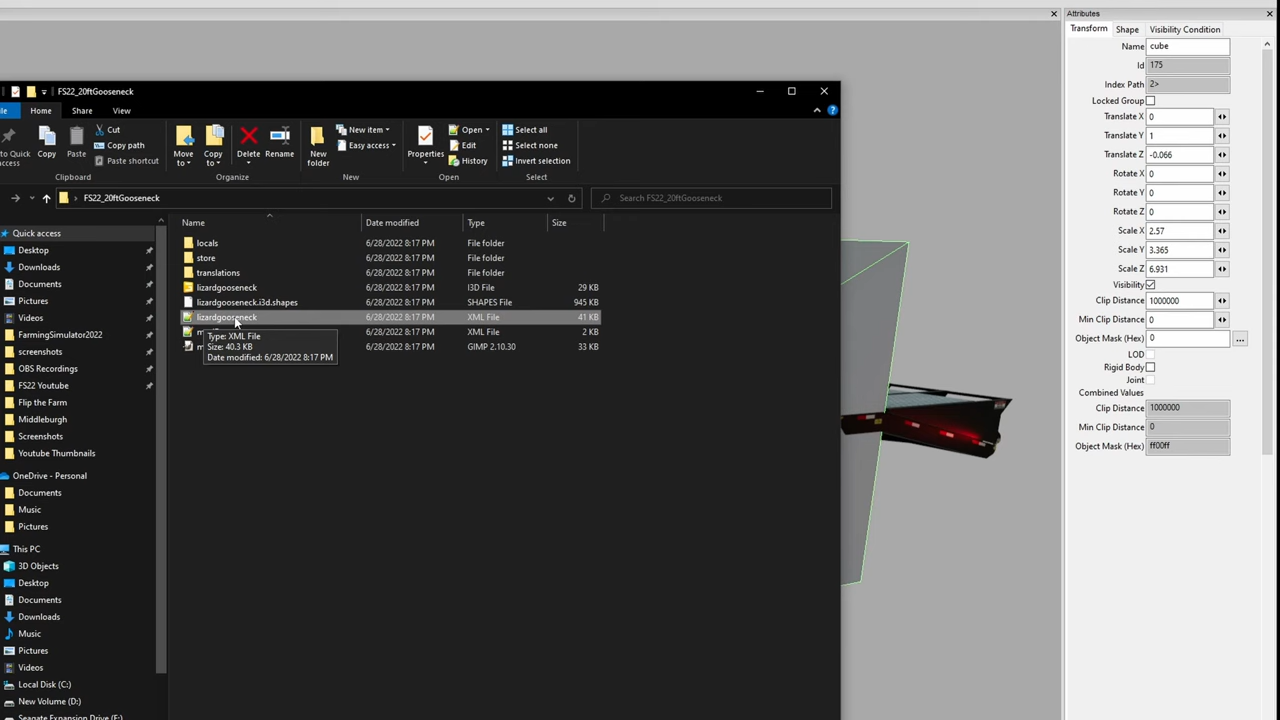 Attributes
Transform Shape Visibility Condition
Name cube
Id 175
Index Path 2>
Locked Group
Translate X 0
Translate Y 1
Translate Z -0.066
Rotate X 0
Rotate Y 0
Rotate Z 0
Scale X 2.57
Scale Y 3.365
Scale Z 6.931
Visibility
Clip Distance 1000000
Min Clip Distance 0
Object Mask (Hex) 0 ...
LOD
Rigid Body
Joint
Combined Values
Clip Distance 1000000
Min Clip Distance 0
Object Mask (Hex) ff00ff
FS22_20ftGooseneck
Home Share View
Copy Paste Cut Copy path Paste shortcut
Clipboard
Move to Copy to Delete Rename
Organize
New folder New item Easy access
New
Properties Open Edit History
Open
Select all Select none Invert selection
Select
FS22_20ftGooseneck
Search FS22_20ftGooseneck
Name Date modified Type Size
locals 6/28/2022 8:17 PM File folder
store 6/28/2022 8:17 PM File folder
translations 6/28/2022 8:17 PM File folder
lizardgooseneck 6/28/2022 8:17 PM I3D File 29 KB
lizardgooseneck.i3d.shapes 6/28/2022 8:17 PM SHAPES File 945 KB
lizardgooseneck 6/28/2022 8:17 PM XML File 41 KB
6/28/2022 8:17 PM XML File 2 KB
6/28/2022 8:17 PM GIMP 2.10.30 33 KB
Type: XML File
Size: 40.3 KB
Date modified: 6/28/2022 8:17 PM
Quick access
Desktop
Downloads
Documents
Pictures
Videos
FarmingSimulator2022
screenshots
OBS Recordings
FS22 Youtube
Flip the Farm
Middleburgh
Screenshots
Youtube Thumbnails
OneDrive - Personal
Documents
Music
Pictures
This PC
3D Objects
Desktop
Documents
Downloads
Music
Pictures
Videos
Local Disk (C:)
New Volume (D:)
Seagate Expansion Drive (F:)